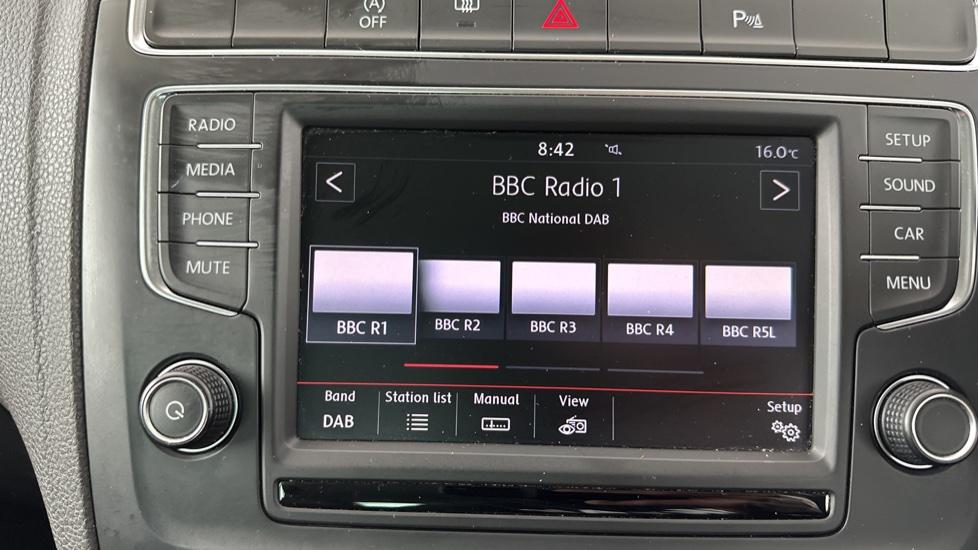 A
OFF
P
RADIO
MEDIA
PHONE
MUTE
8:42
16.0°C
<
BBC Radio 1
>
BBC National DAB
BBC R1
BBC R2
BBC R3
BBC R4
BBC R5L
Band
DAB
Station list
Manual
View
Setup
SETUP
SOUND
CAR
MENU